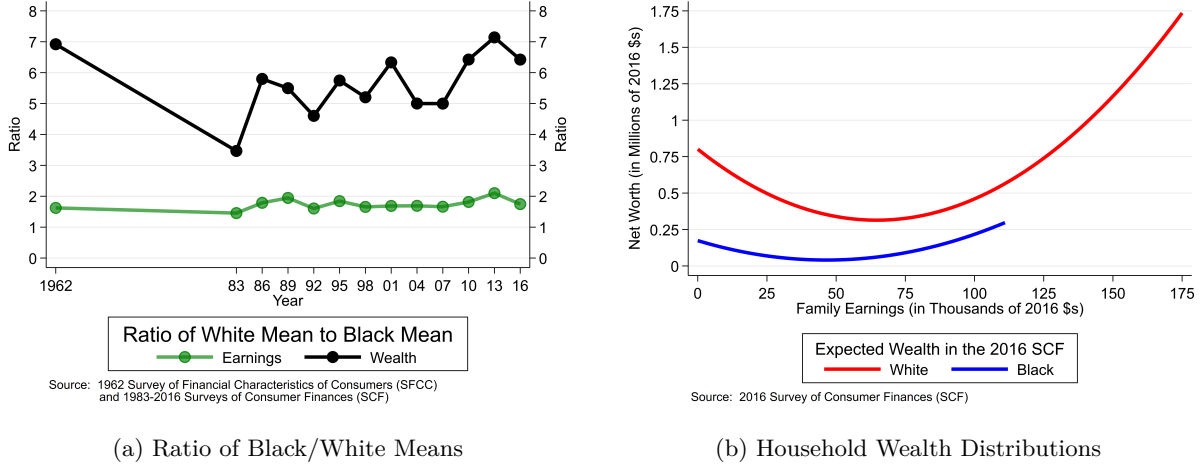 8
7
6
5
4
3
2
1
0
Ratio
8
7
6
5
4
3
2
1
0
Ratio
1962 83 86 89 92 95 98 01 04 07 10 13 16
Year
Ratio of White Mean to Black Mean
Earnings Wealth
Source: 1962 Survey of Financial Characteristics of Consumers (SFCC)
and 1983-2016 Surveys of Consumer Finances (SCF)
(a) Ratio of Black/White Means
1.75
1.5
1.25
1
0.75
0.5
0.25
0
Net Worth (in Millions of 2016 $s)
0 25 50 75 100 125 150 175
Family Earnings (in Thousands of 2016 $s)
Expected Wealth in the 2016 SCF
White Black
Source: 2016 Survey of Consumer Finances (SCF)
(b) Household Wealth Distributions